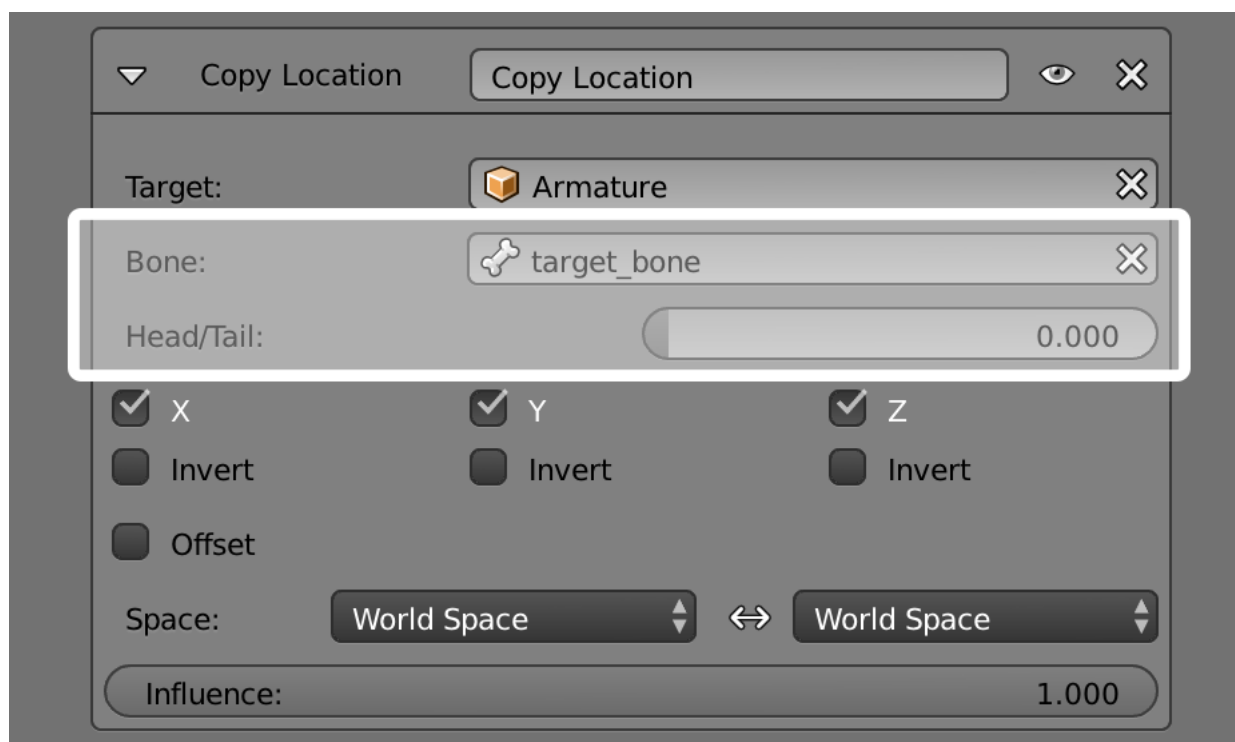 Copy Location Copy Location
Target: Armature
Bone: target_bone
Head/Tail: 0.000
X Y Z
Invert Invert Invert
Offset
Space: World Space World Space
Influence: 1.000